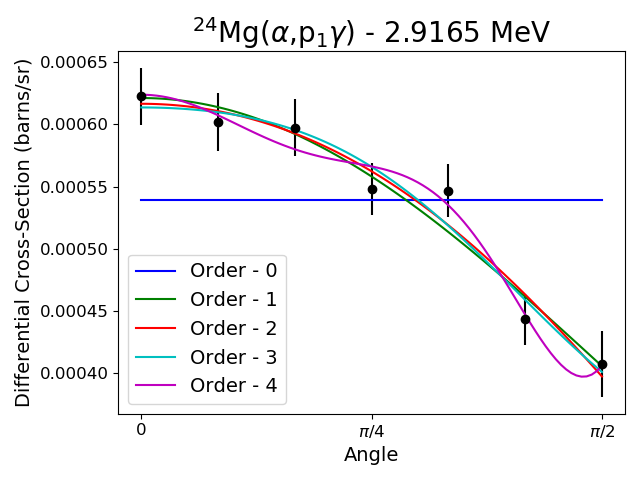 ²⁴Mg(α,p₁γ) - 2.9165 MeV
Differential Cross-Section (barns/sr)
0.00065
0.00060
0.00055
0.00050
0.00045
0.00040
Order - 0
Order - 1
Order - 2
Order - 3
Order - 4
0
π/4
π/2
Angle